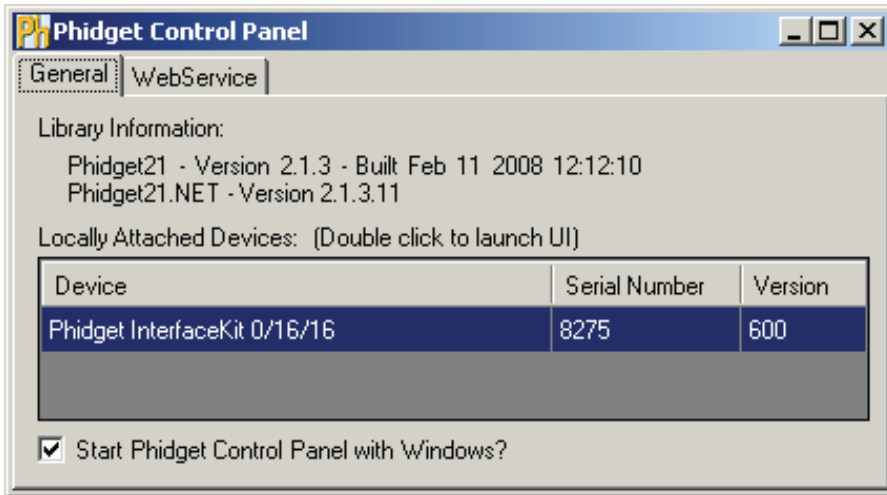 Ph Phidget Control Panel
General WebService
Library Information:
Phidget21 - Version 2.1.3 - Built Feb 11 2008 12:12:10
Phidget21.NET - Version 2.1.3.11
Locally Attached Devices: (Double click to launch UI)
Device Serial Number Version
Phidget InterfaceKit 0/16/16 8275 600
Start Phidget Control Panel with Windows?